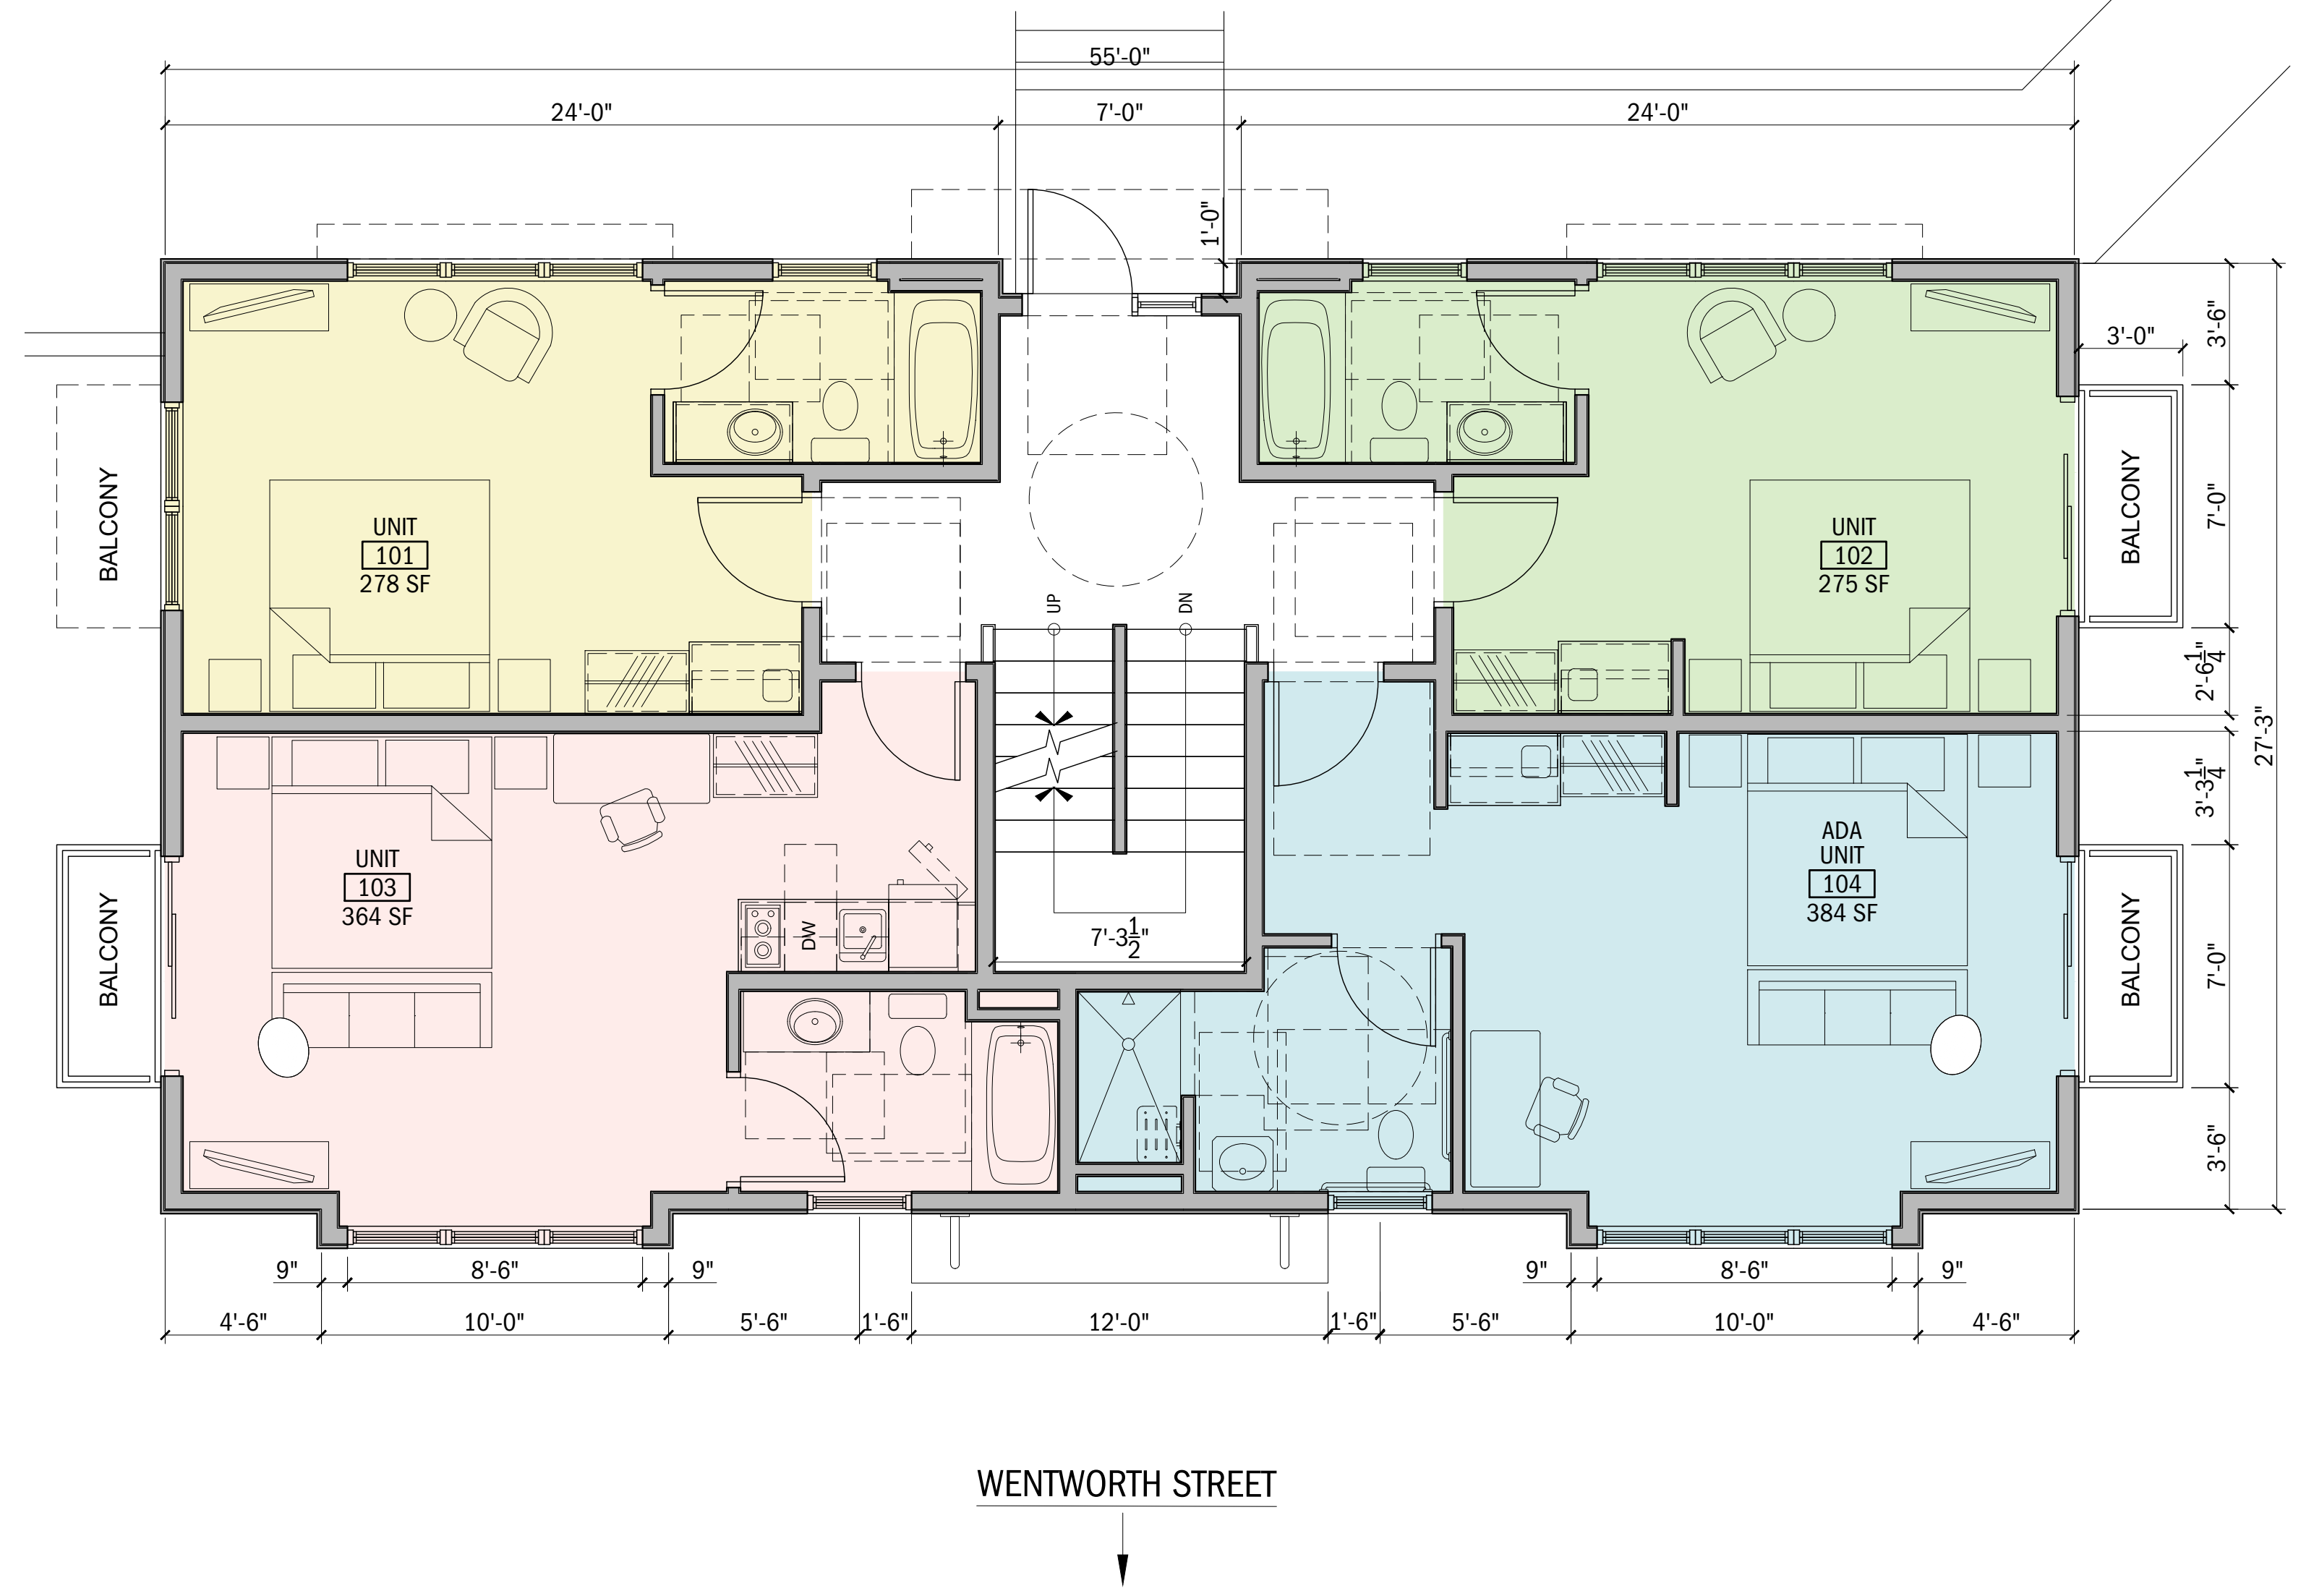 55'-0"
24'-0"
7'-0"
24'-0"
1'-0"
3'-6"
3'-0"
BALCONY
UNIT
101
278 SF
UNIT
102
275 SF
BALCONY
7'-0"
UP
DN
2'-6 1/4"
27'-3"
3'-3 1/4"
BALCONY
UNIT
103
364 SF
DW
7'-3 1/2"
ADA
UNIT
104
384 SF
BALCONY
7'-0"
3'-6"
9"
8'-6"
9"
9"
8'-6"
9"
4'-6"
10'-0"
5'-6"
1'-6"
12'-0"
1'-6"
5'-6"
10'-0"
4'-6"
WENTWORTH STREET